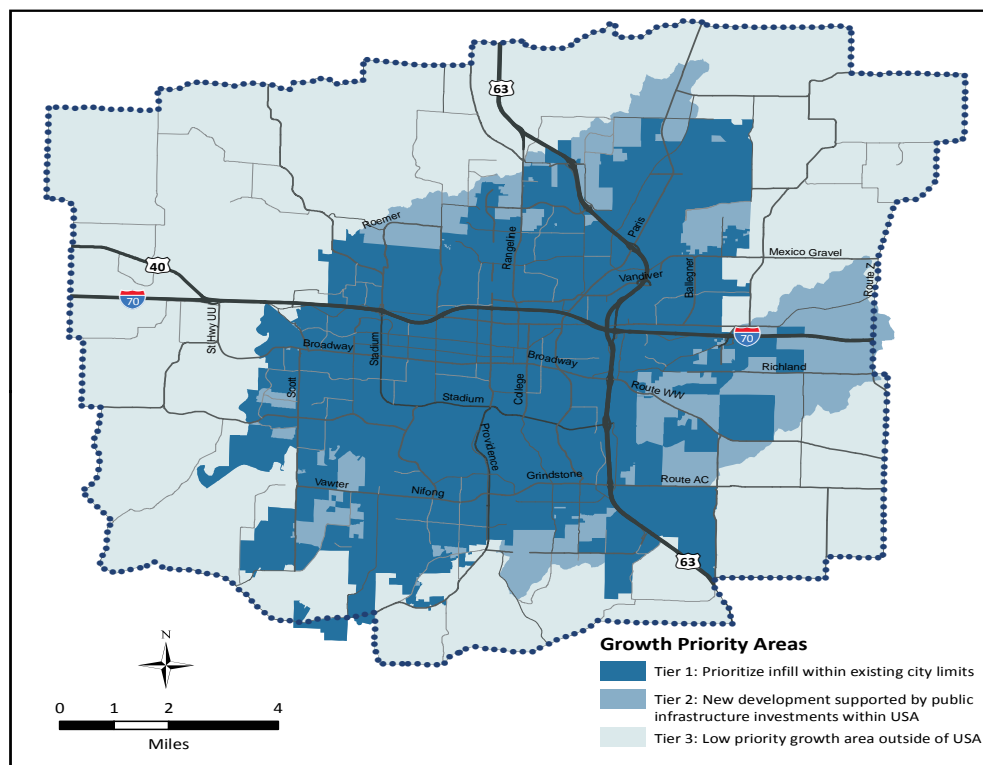 63
Roemer
Rangeline
Paris
Mexico Gravel
40
Vandiver
Ballegner
Route Z
70
St Hwy UU
Broadway
Stadium
Broadway
70
Richland
Scott
College
Route WW
Stadium
Providence
Vawter
Nifong
Grindstone
Route AC
63
N
0 1 2 4
Miles
Growth Priority Areas
Tier 1: Prioritize infill within existing city limits
Tier 2: New development supported by public
infrastructure investments within USA
Tier 3: Low priority growth area outside of USA